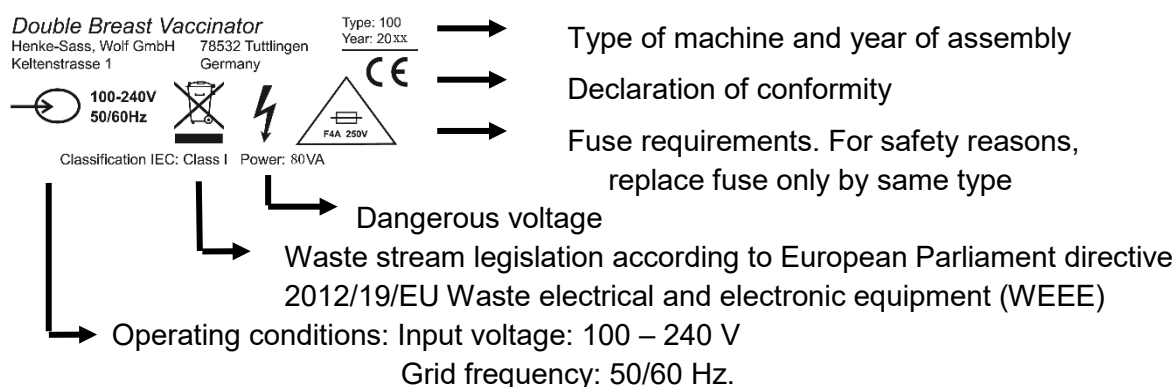 Double Breast Vaccinator
Henke-Sass, Wolf GmbH 78532 Tuttlingen
Keltenstrasse 1 Germany
Type: 100
Year: 20xx
CE
100-240V
50/60Hz
F4A 250V
Classification IEC: Class I Power: 80VA
Type of machine and year of assembly
Declaration of conformity
Fuse requirements. For safety reasons,
replace fuse only by same type
Dangerous voltage
Waste stream legislation according to European Parliament directive
2012/19/EU Waste electrical and electronic equipment (WEEE)
Operating conditions: Input voltage: 100 – 240 V
Grid frequency: 50/60 Hz.